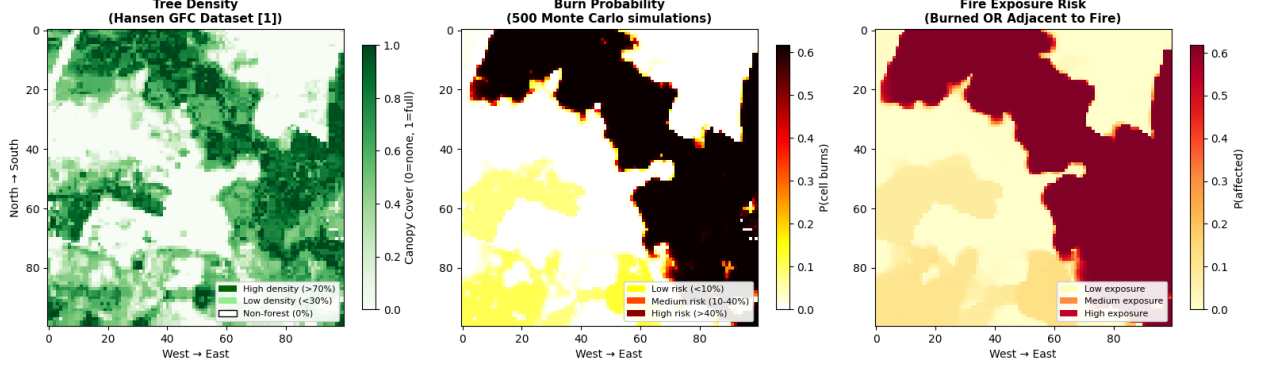 Tree Density
(Hansen GFC Dataset [1])
0
20
40
60
80
North → South
0 20 40 60 80
West → East
High density (>70%)
Low density (<30%)
Non-forest (0%)
1.0
0.8
0.6
0.4
0.2
0.0
Canopy Cover (0=none, 1=full)
Burn Probability
(500 Monte Carlo simulations)
0
20
40
60
80
0 20 40 60 80
West → East
Low risk (<10%)
Medium risk (10-40%)
High risk (>40%)
0.6
0.5
0.4
0.3
0.2
0.1
0.0
P(cell burns)
Fire Exposure Risk
(Burned OR Adjacent to Fire)
0
20
40
60
80
0 20 40 60 80
West → East
Low exposure
Medium exposure
High exposure
0.6
0.5
0.4
0.3
0.2
0.1
0.0
P(affected)